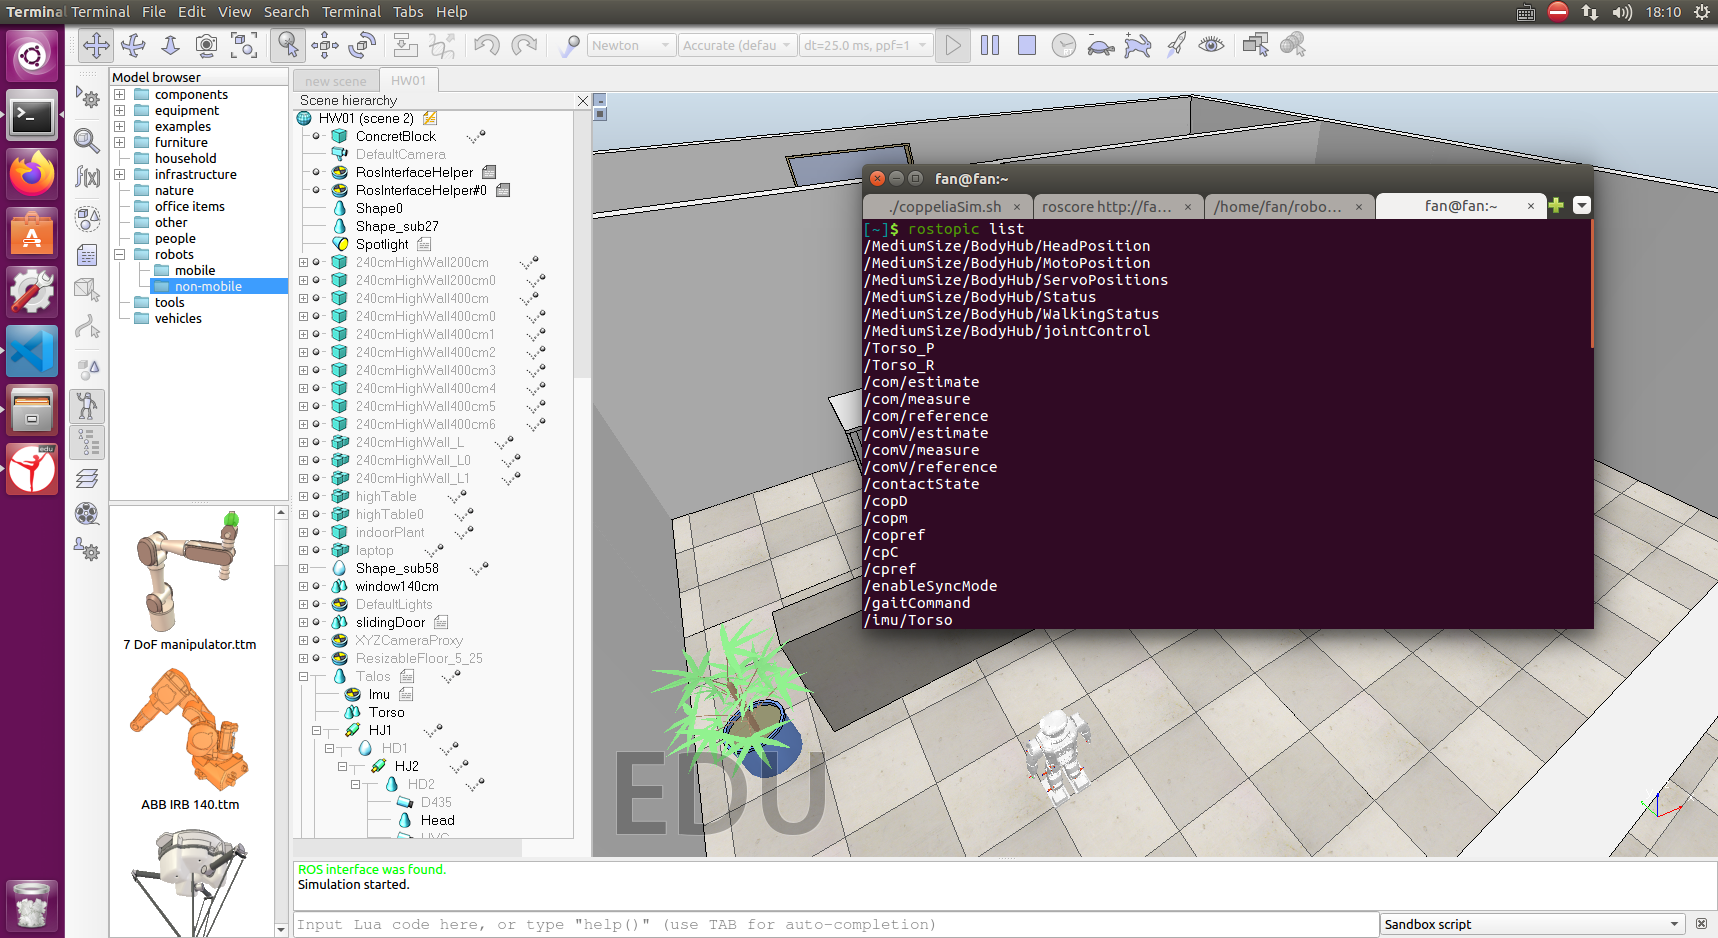 Terminal Terminal File Edit View Search Terminal Tabs Help 18:10
Newton Accurate (defau dt=25.0 ms, ppf=1
Model browser
components
equipment
examples
furniture
household
infrastructure
nature
office items
other
people
robots
mobile
non-mobile
tools
vehicles
7 DoF manipulator.ttm
ABB IRB 140.ttm
new scene HW01
Scene hierarchy
HW01 (scene 2)
ConcretBlock
DefaultCamera
RosInterfaceHelper
RosInterfaceHelper#0
Shape0
Shape_sub27
Spotlight
240cmHighWall200cm
240cmHighWall200cm0
240cmHighWall400cm
240cmHighWall400cm0
240cmHighWall400cm1
240cmHighWall400cm2
240cmHighWall400cm3
240cmHighWall400cm4
240cmHighWall400cm5
240cmHighWall400cm6
240cmHighWall_L
240cmHighWall_L0
240cmHighWall_L1
highTable
highTable0
indoorPlant
laptop
Shape_sub58
window140cm
DefaultLights
slidingDoor
XYZCameraProxy
ResizableFloor_5_25
Talos
Imu
Torso
HJ1
HD1
HJ2
HD2
D435
Head
fan@fan:~
./coppeliaSim.sh × roscore http://fa... × /home/fan/robo... × fan@fan:~ ×
[~]$ rostopic list
/MediumSize/BodyHub/HeadPosition
/MediumSize/BodyHub/MotoPosition
/MediumSize/BodyHub/ServoPositions
/MediumSize/BodyHub/Status
/MediumSize/BodyHub/WalkingStatus
/MediumSize/BodyHub/jointControl
/Torso_P
/Torso_R
/com/estimate
/com/measure
/com/reference
/comV/estimate
/comV/measure
/comV/reference
/contactState
/copD
/copm
/copref
/cpC
/cpref
/enableSyncMode
/gaitCommand
/imu/Torso
EDU
ROS interface was found.
Simulation started.
Input Lua code here, or type "help()" (use TAB for auto-completion)
Sandbox script